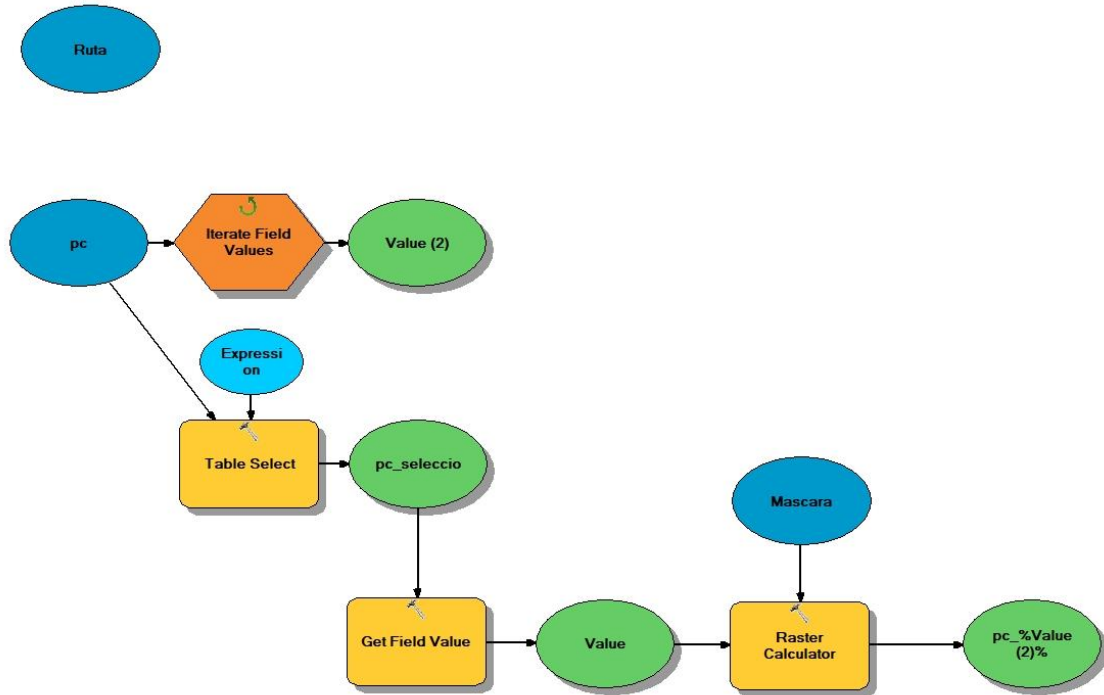 Ruta
pc
Iterate Field
Values
Value (2)
Expressi
on
Table Select
pc_seleccio
Mascara
Get Field Value
Value
Raster
Calculator
pc_%Value
(2)%